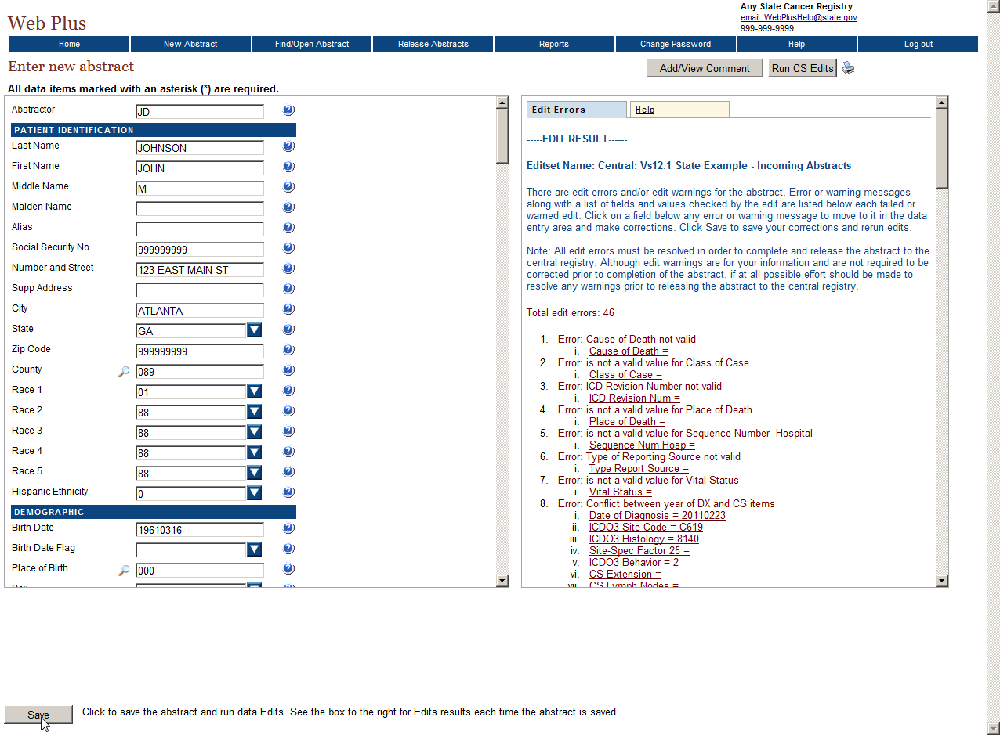 Web Plus
Any State Cancer Registry
email: WebPlusHelp@state.gov
999-999-9999
Home New Abstract Find/Open Abstract Release Abstracts Reports Change Password Help Log out
Enter new abstract
Add/View Comment Run CS Edits
All data items marked with an asterisk (*) are required.
Abstractor JD
PATIENT IDENTIFICATION
Last Name JOHNSON
First Name JOHN
Middle Name M
Maiden Name
Alias
Social Security No. 999999999
Number and Street 123 EAST MAIN ST
Supp Address
City ATLANTA
State GA
Zip Code 999999999
County 089
Race 1 01
Race 2 88
Race 3 88
Race 4 88
Race 5 88
Hispanic Ethnicity 0
DEMOGRAPHIC
Birth Date 19610316
Birth Date Flag
Place of Birth 000
Edit Errors Help
-----EDIT RESULT------
Editset Name: Central: Vs12.1 State Example - Incoming Abstracts
There are edit errors and/or edit warnings for the abstract. Error or warning messages
along with a list of fields and values checked by the edit are listed below each failed or
warned edit. Click on a field below any error or warning message to move to it in the data
entry area and make corrections. Click Save to save your corrections and rerun edits.
Note: All edit errors must be resolved in order to complete and release the abstract to the
central registry. Although edit warnings are for your information and are not required to be
corrected prior to completion of the abstract, if at all possible effort should be made to
resolve any warnings prior to releasing the abstract to the central registry.
Total edit errors: 46
1. Error: Cause of Death not valid
i. Cause of Death =
2. Error: is not a valid value for Class of Case
i. Class of Case =
3. Error: ICD Revision Number not valid
i. ICD Revision Num =
4. Error: is not a valid value for Place of Death
i. Place of Death =
5. Error: is not a valid value for Sequence Number--Hospital
i. Sequence Num Hosp =
6. Error: Type of Reporting Source not valid
i. Type Report Source =
7. Error: is not a valid value for Vital Status
i. Vital Status =
8. Error: Conflict between year of DX and CS items
i. Date of Diagnosis = 20110223
ii. ICDO3 Site Code = C619
iii. ICDO3 Histology = 8140
iv. Site-Spec Factor 25 =
v. ICDO3 Behavior = 2
vi. CS Extension =
vii. CS Lymph Nodes =
Save Click to save the abstract and run data Edits. See the box to the right for Edits results each time the abstract is saved.